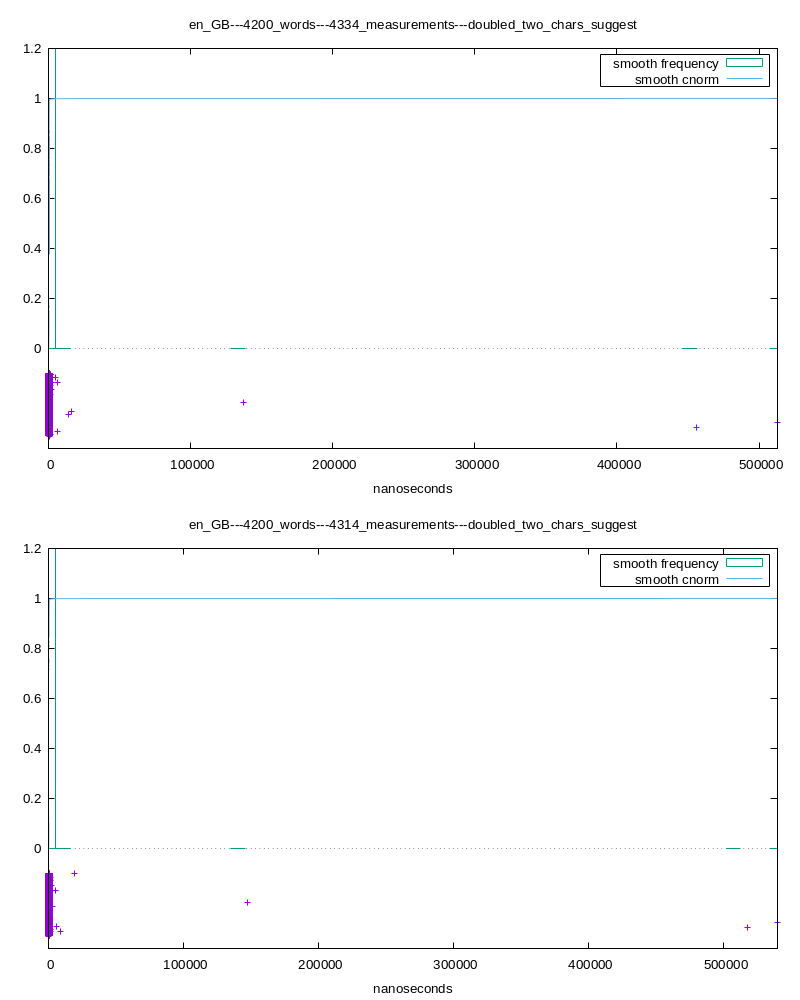 en_GB---4200_words---4334_measurements---doubled_two_chars_suggest
1.2
smooth frequency
smooth cnorm
1
0.8
0.6
0.4
0.2
0
0 100000 200000 300000 400000 500000
nanoseconds
en_GB---4200_words---4314_measurements---doubled_two_chars_suggest
1.2
smooth frequency
smooth cnorm
1
0.8
0.6
0.4
0.2
0
0 100000 200000 300000 400000 500000
nanoseconds